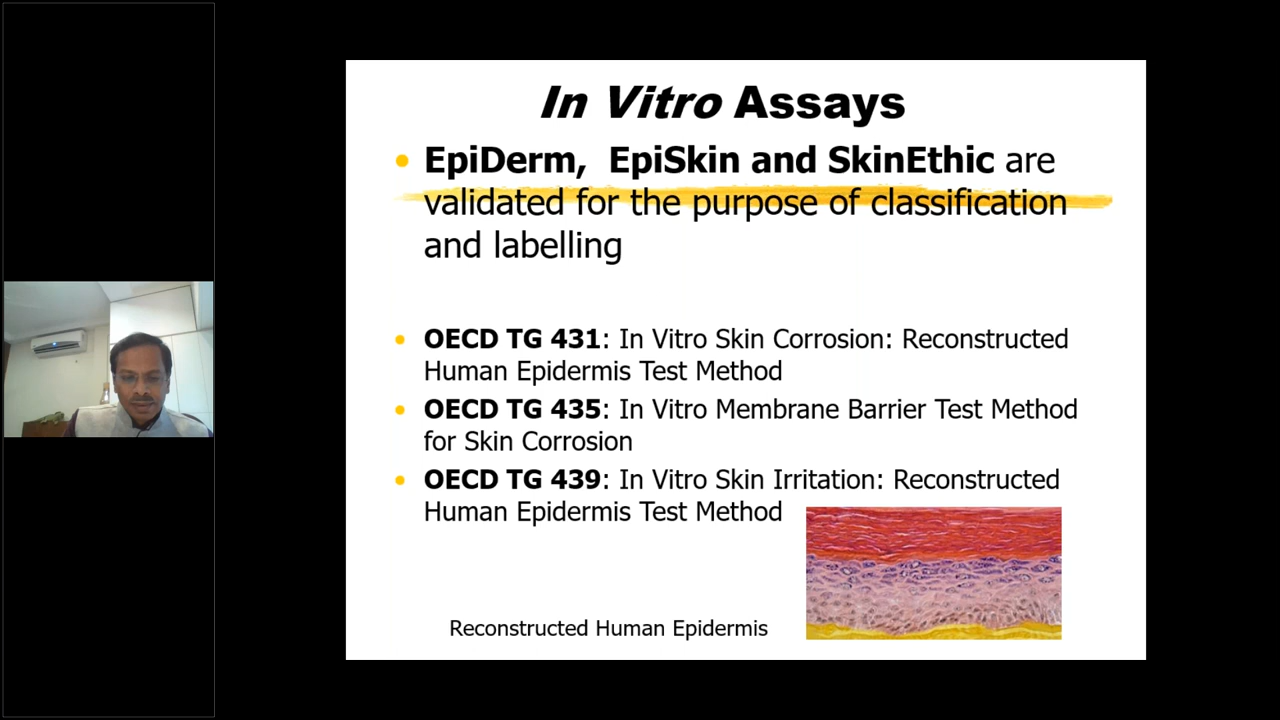 In Vitro Assays
• EpiDerm, EpiSkin and SkinEthic are
validated for the purpose of classification
and labelling
• OECD TG 431: In Vitro Skin Corrosion: Reconstructed
Human Epidermis Test Method
• OECD TG 435: In Vitro Membrane Barrier Test Method
for Skin Corrosion
• OECD TG 439: In Vitro Skin Irritation: Reconstructed
Human Epidermis Test Method
Reconstructed Human Epidermis